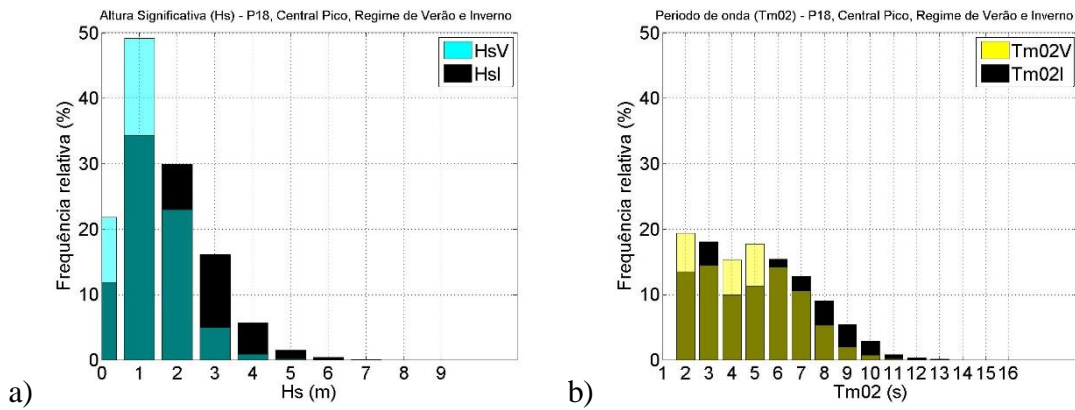 Altura Significativa (Hs) - P18, Central Pico, Regime de Verão e Inverno
50
40
30
20
10
0
Frequência relativa (%)
HsV
HsI
0 1 2 3 4 5 6 7 8 9
Hs (m)
a)
Periodo de onda (Tm02) - P18, Central Pico, Regime de Verão e Inverno
50
40
30
20
10
0
Frequência relativa (%)
Tm02V
Tm02I
1 2 3 4 5 6 7 8 9 10 11 12 13 14 15 16
Tm02 (s)
b)